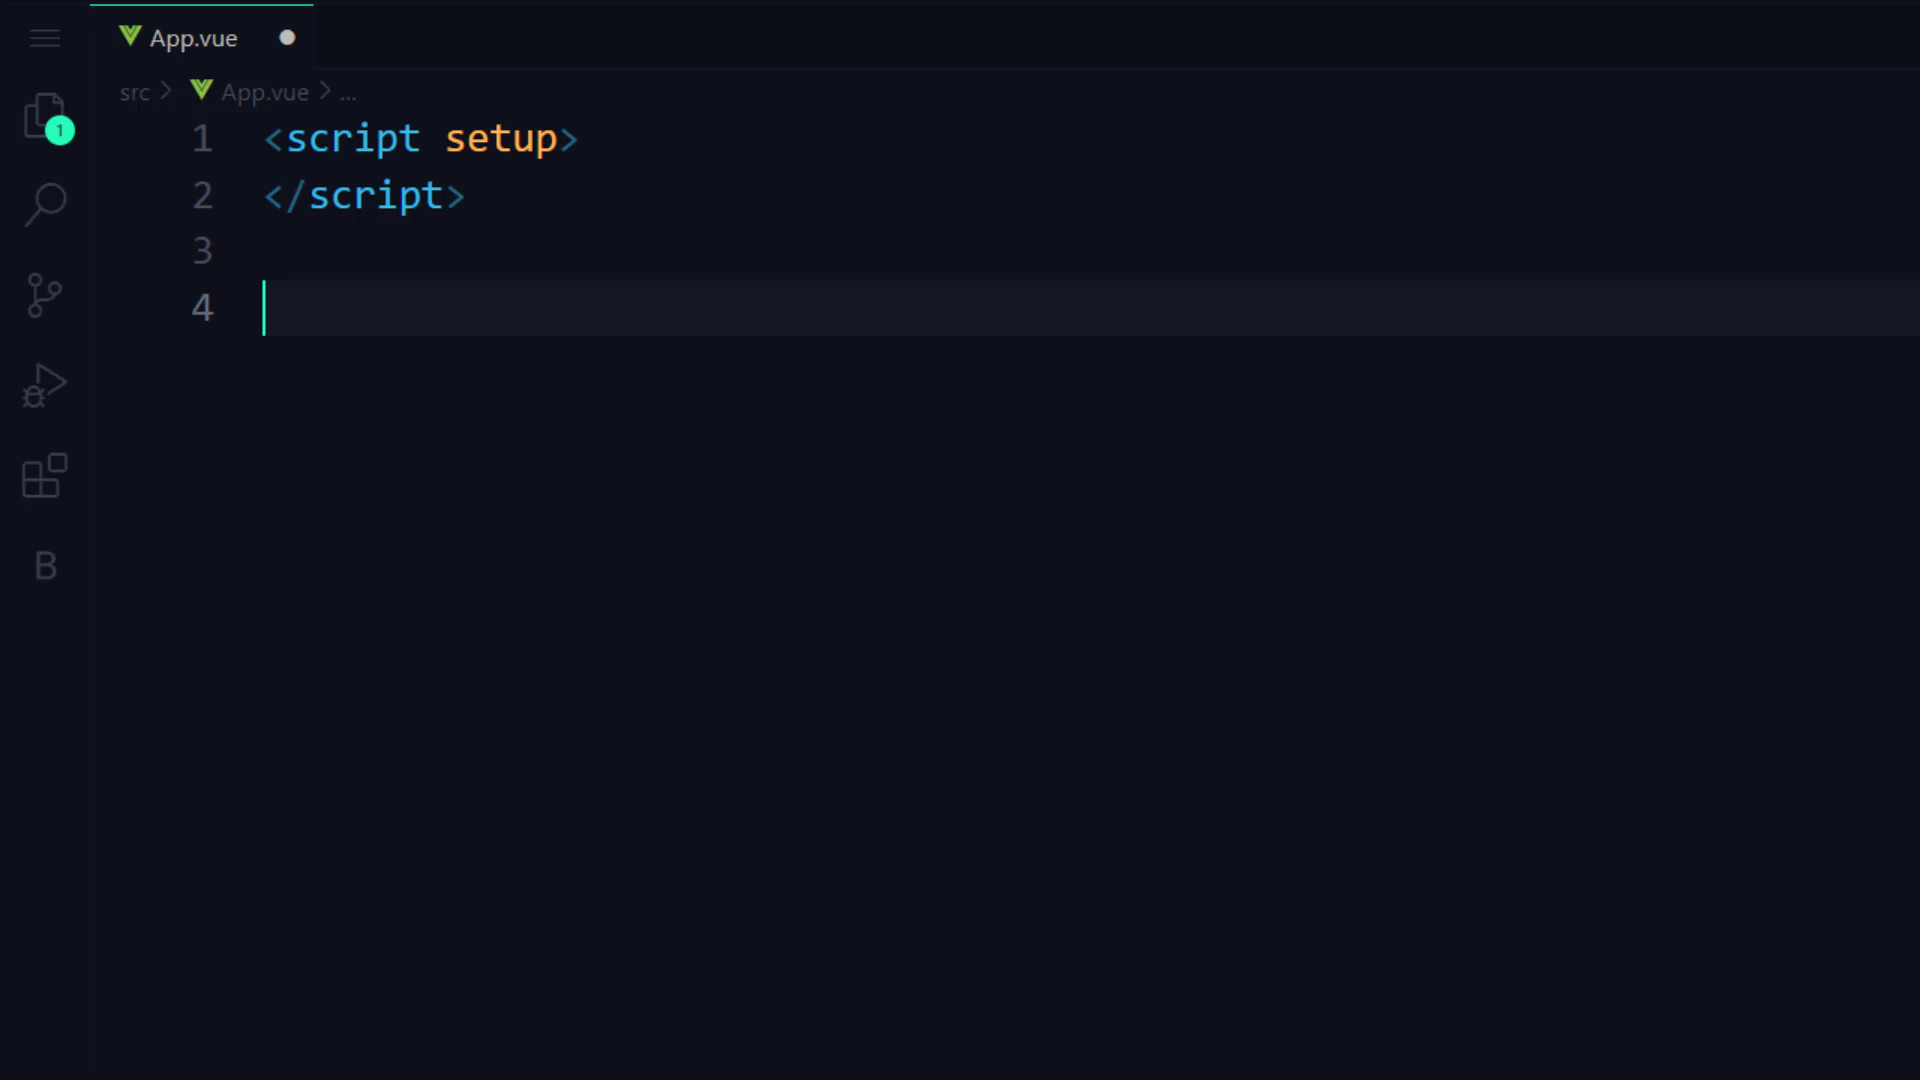 App.vue
src > App.vue > ...
1 <script setup>
2 </script>
3
4
1
B